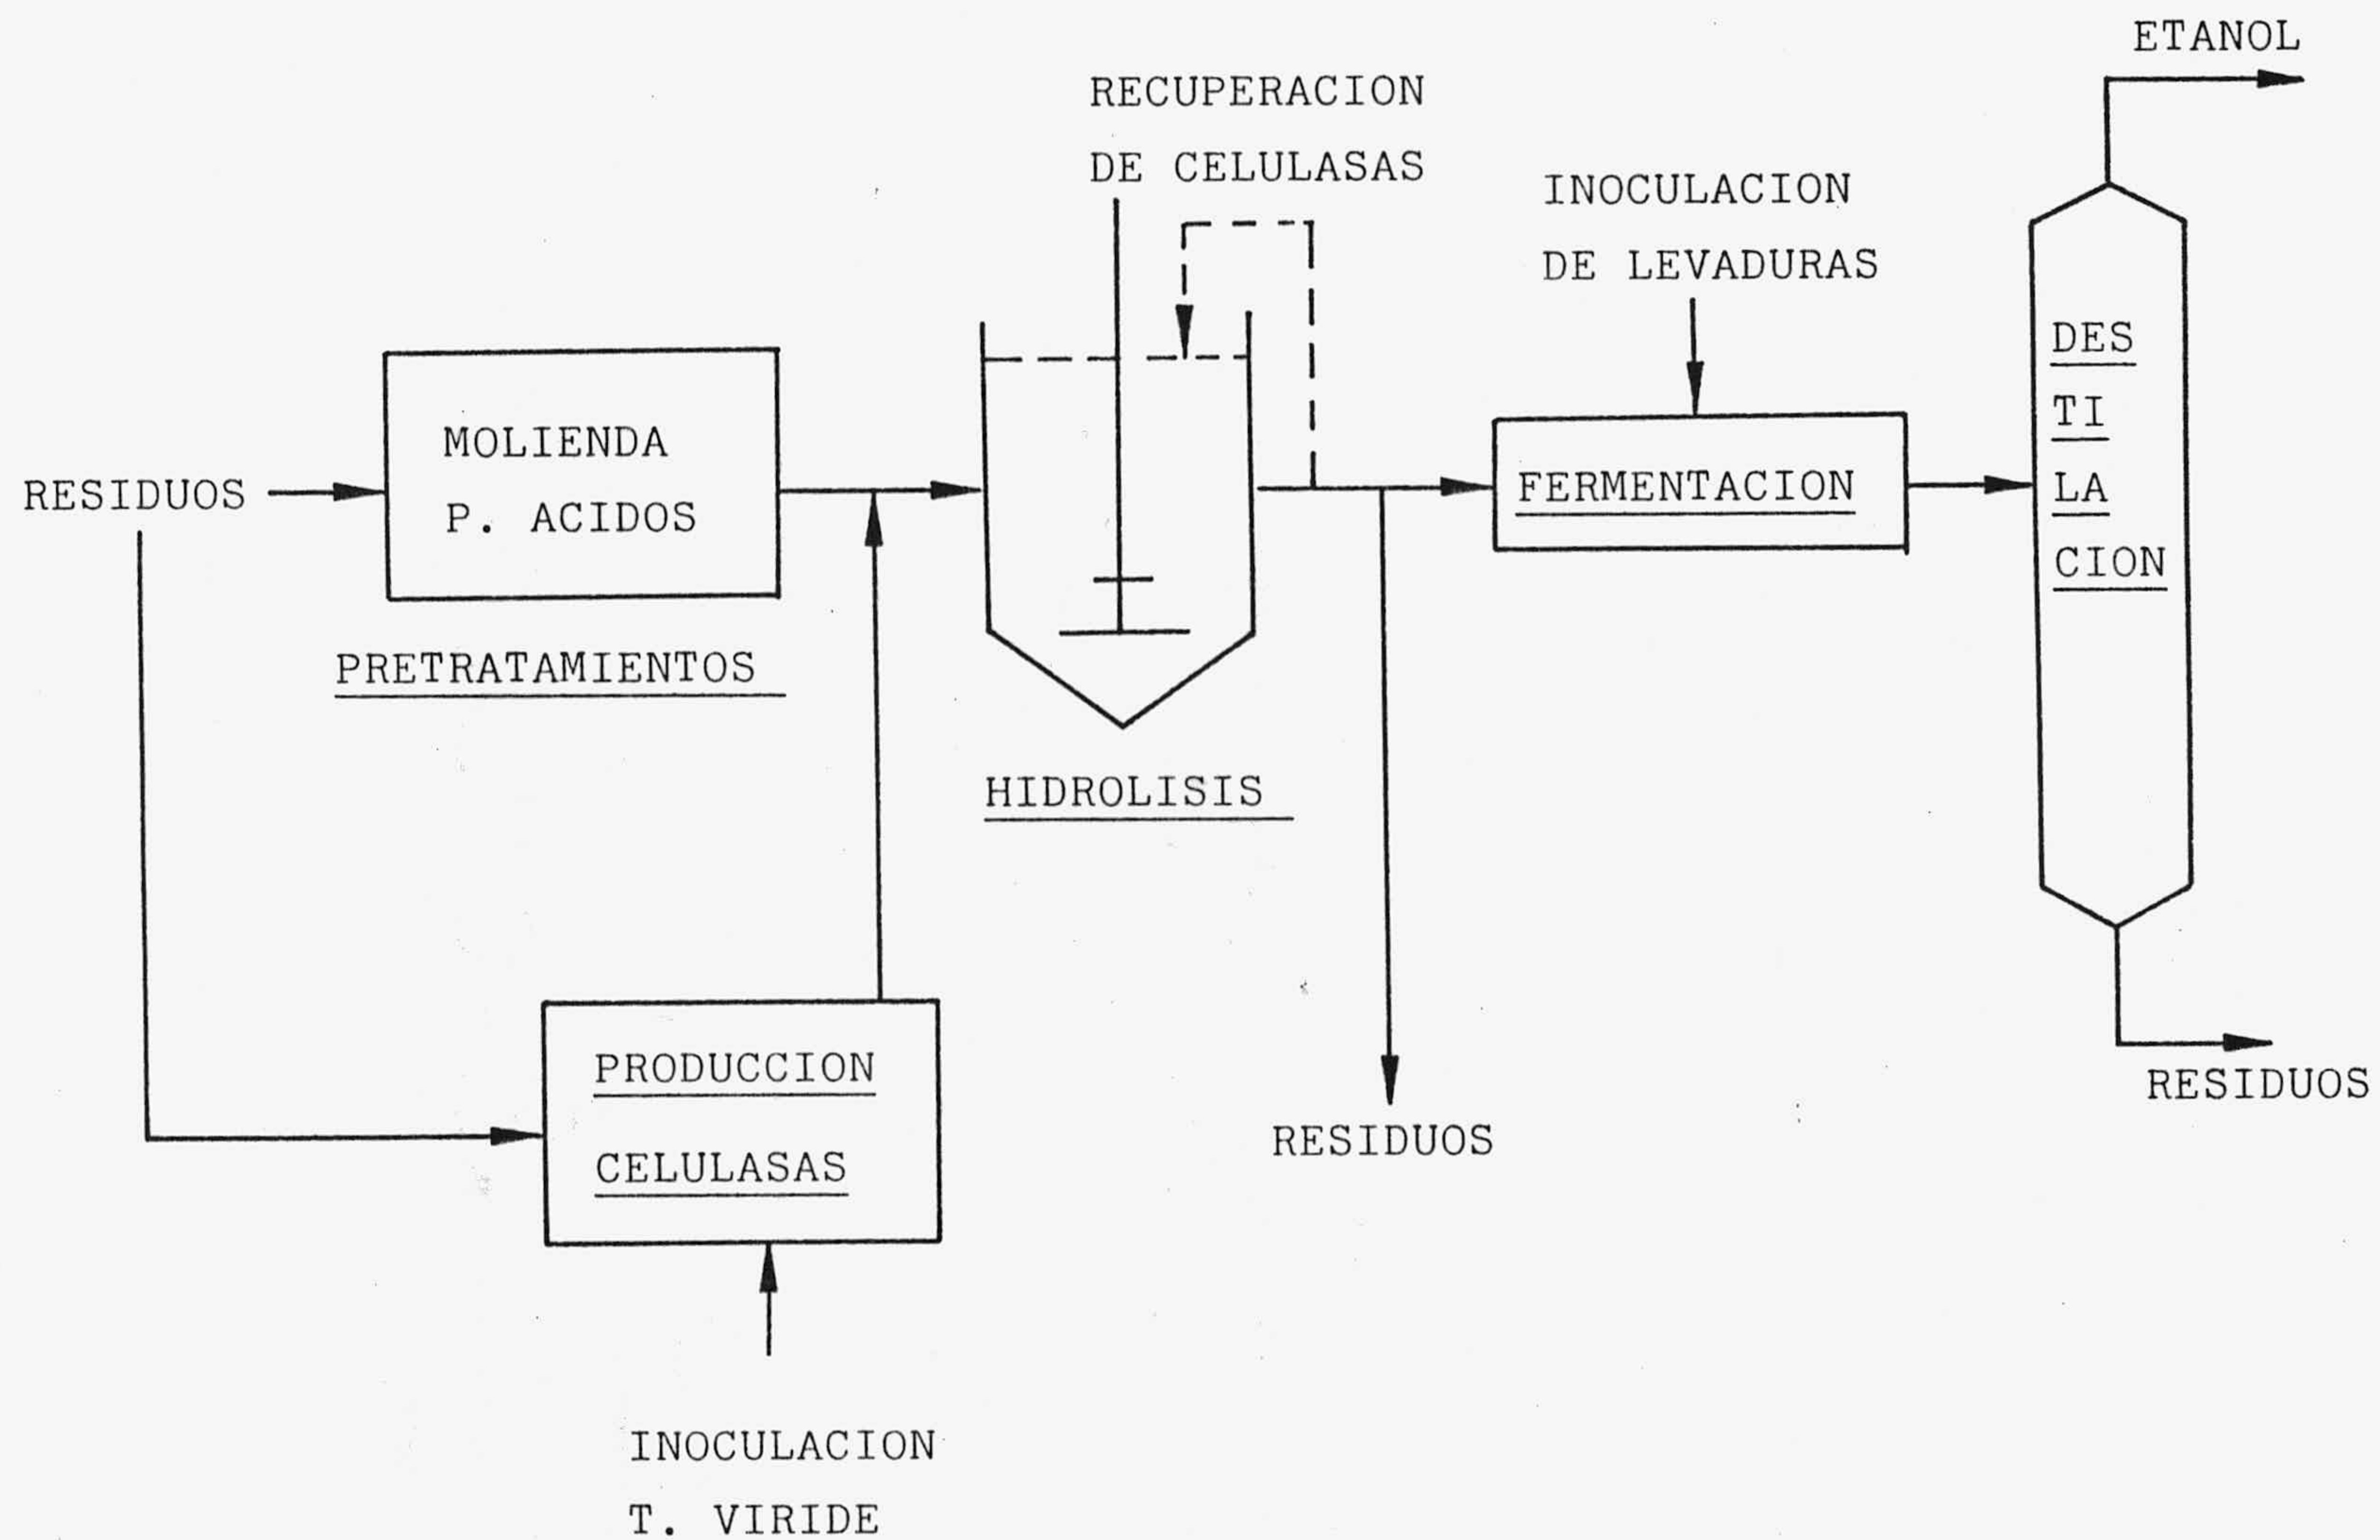 ETANOL
RECUPERACION
DE CELULASAS
INOCULACION
DE LEVADURAS
DES
TI
LA
CION
MOLIENDA
P. ACIDOS
RESIDUOS
FERMENTACION
PRETRATAMIENTOS
HIDROLISIS
PRODUCCION
CELULASAS
RESIDUOS
RESIDUOS
INOCULACION
T. VIRIDE